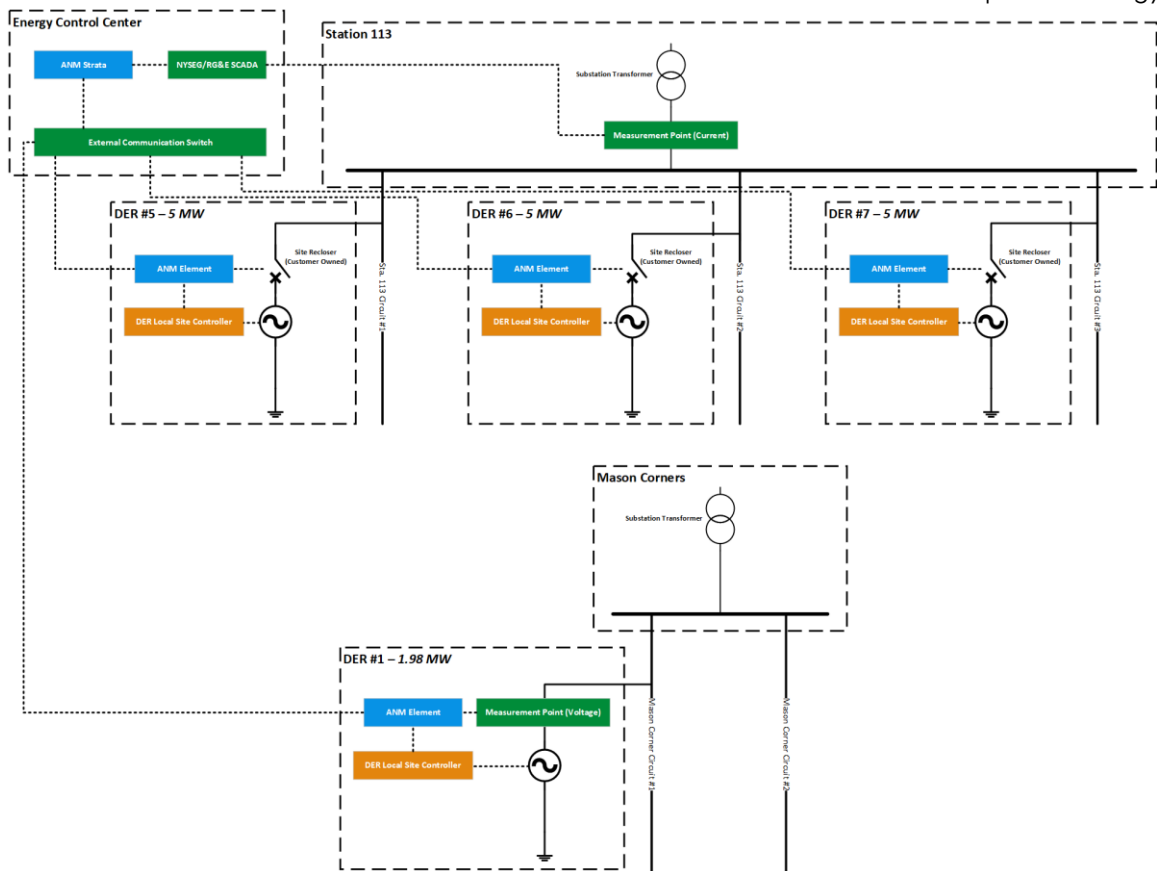 Energy Control Center
ANM Strata
NYSEG/RG&E SCADA
External Communication Switch
Station 113
Substation Transformer
Measurement Point (Current)
DER #5 – 5 MW
ANM Element
DER Local Site Controller
Site Recloser
(Customer Owned)
Sta. 113 Circuit #1
DER #6 – 5 MW
ANM Element
DER Local Site Controller
Site Recloser
(Customer Owned)
Sta. 113 Circuit #2
DER #7 – 5 MW
ANM Element
DER Local Site Controller
Site Recloser
(Customer Owned)
Sta. 113 Circuit #3
Mason Corners
Substation Transformer
DER #1 – 1.98 MW
ANM Element
Measurement Point (Voltage)
DER Local Site Controller
Mason Corner Circuit #1
Mason Corner Circuit #2